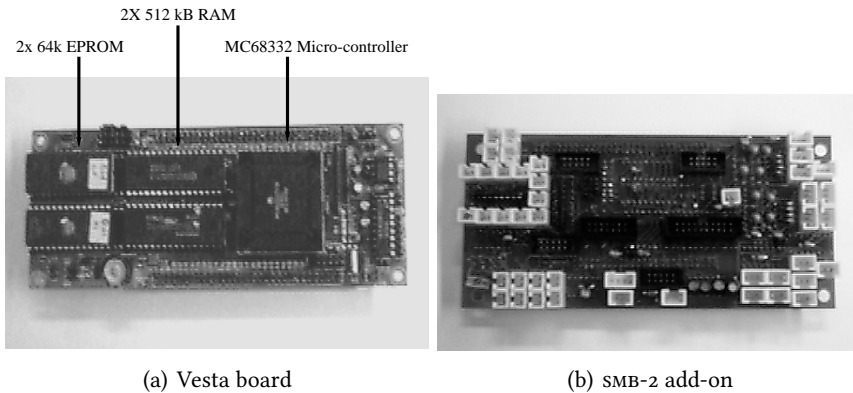 2X 512 kB RAM
2x 64k EPROM
MC68332 Micro-controller
(a) Vesta board
(b) SMB-2 add-on